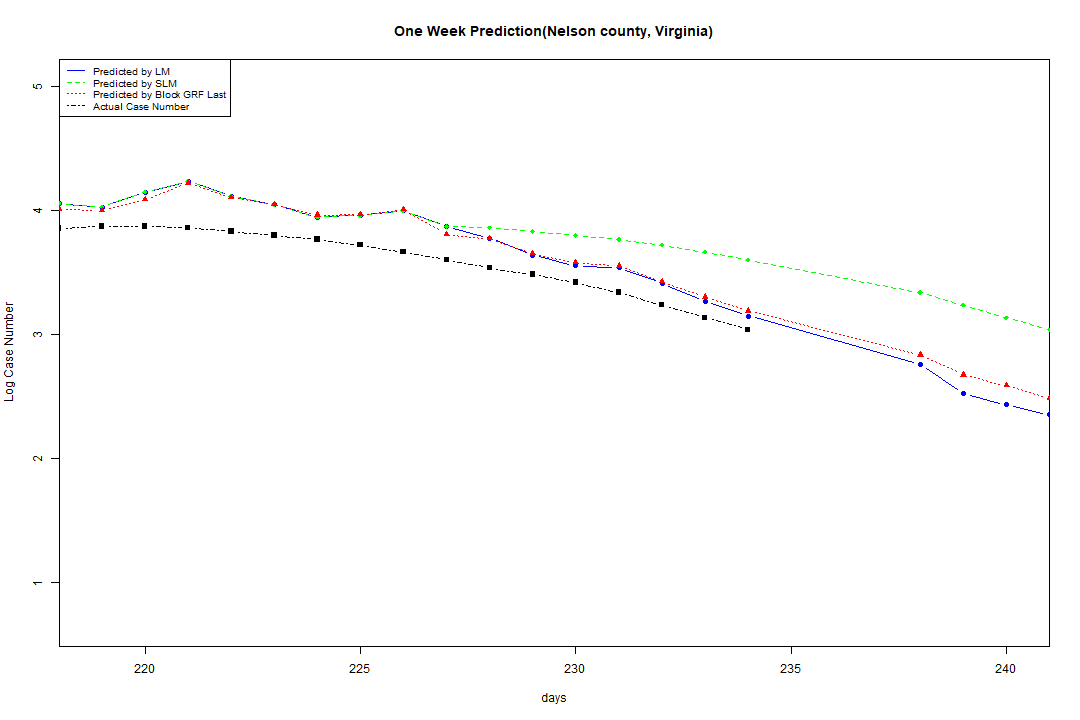 One Week Prediction(Nelson county, Virginia)
Predicted by LM
Predicted by SLM
Predicted by Block GRF Last
Actual Case Number
5
4
3
2
1
Log Case Number
220 225 230 235 240
days